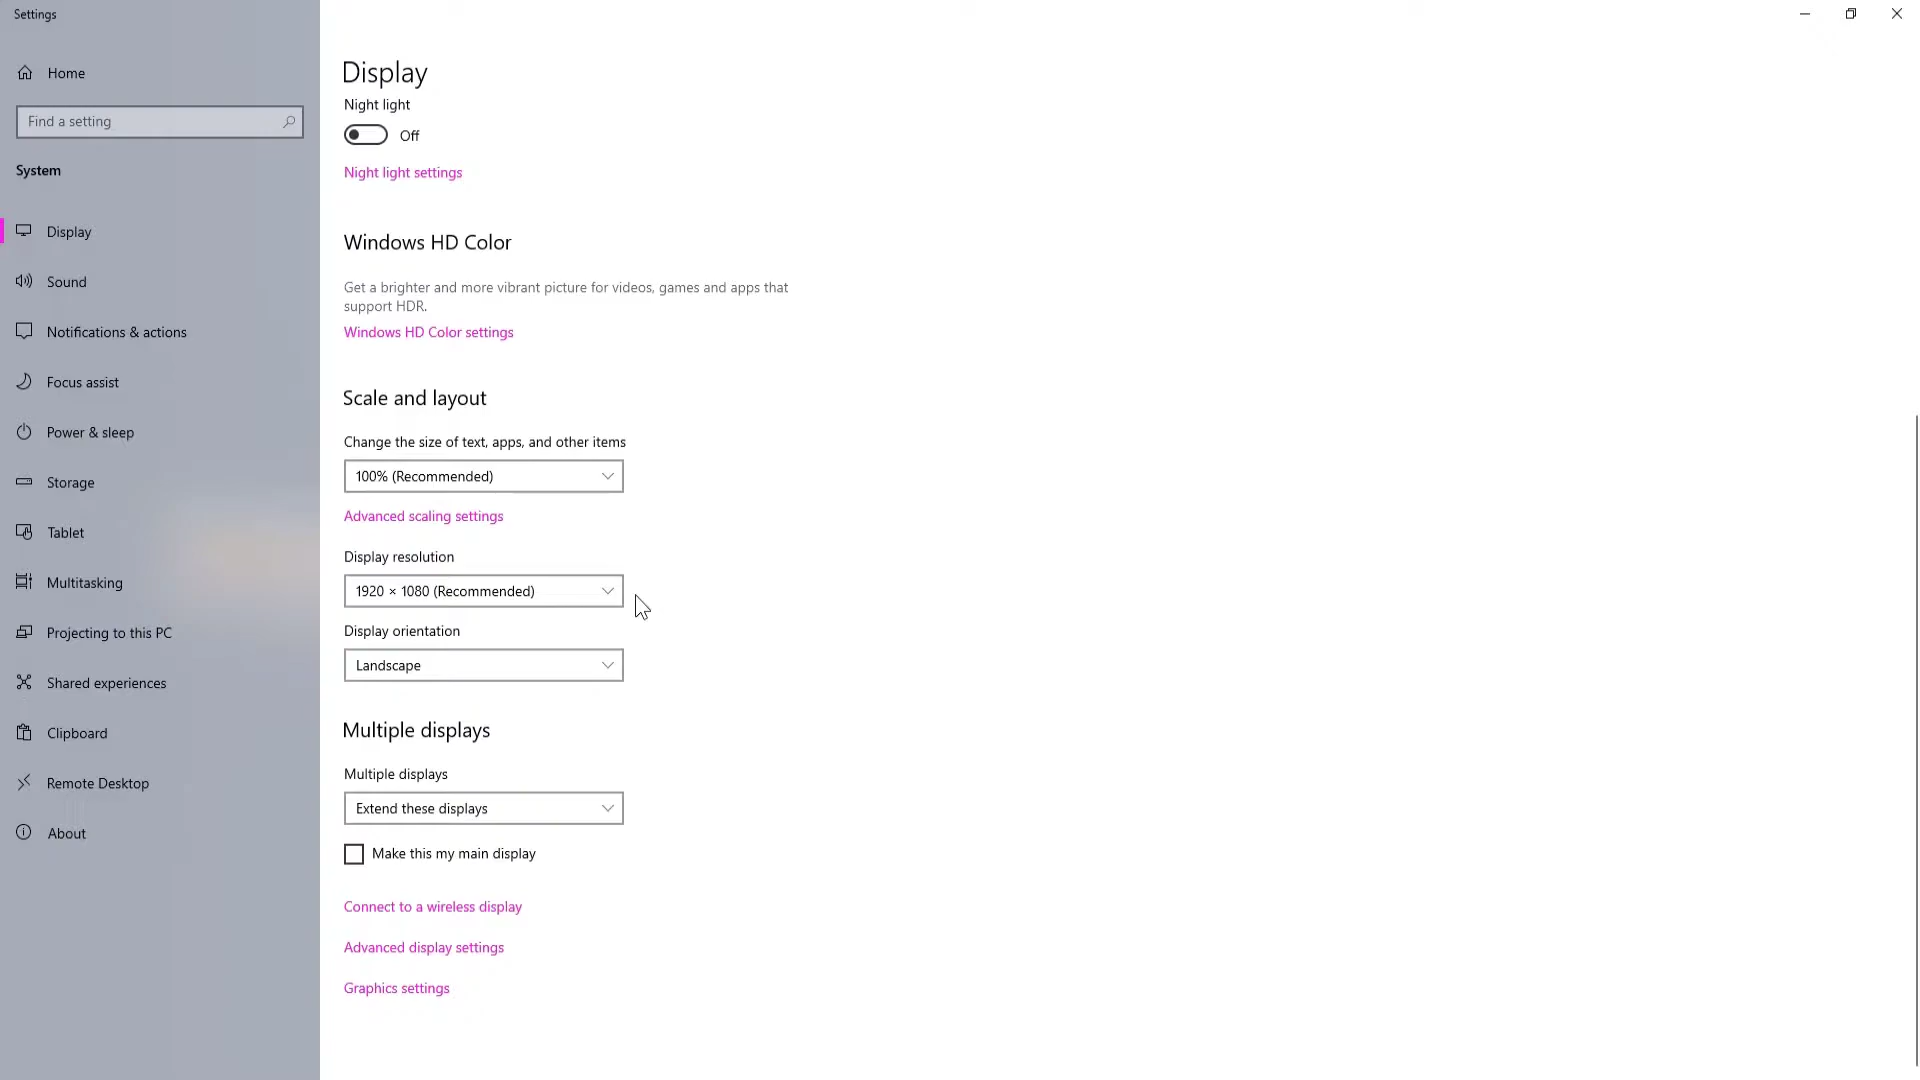 Settings
Home
Find a setting
System
Display
Sound
Notifications & actions
Focus assist
Power & sleep
Storage
Tablet
Multitasking
Projecting to this PC
Shared experiences
Clipboard
Remote Desktop
About
Display
Night light
Off
Night light settings
Windows HD Color
Get a brighter and more vibrant picture for videos, games and apps that
support HDR.
Windows HD Color settings
Scale and layout
Change the size of text, apps, and other items
100% (Recommended)
Advanced scaling settings
Display resolution
1920 × 1080 (Recommended)
Display orientation
Landscape
Multiple displays
Multiple displays
Extend these displays
Make this my main display
Connect to a wireless display
Advanced display settings
Graphics settings